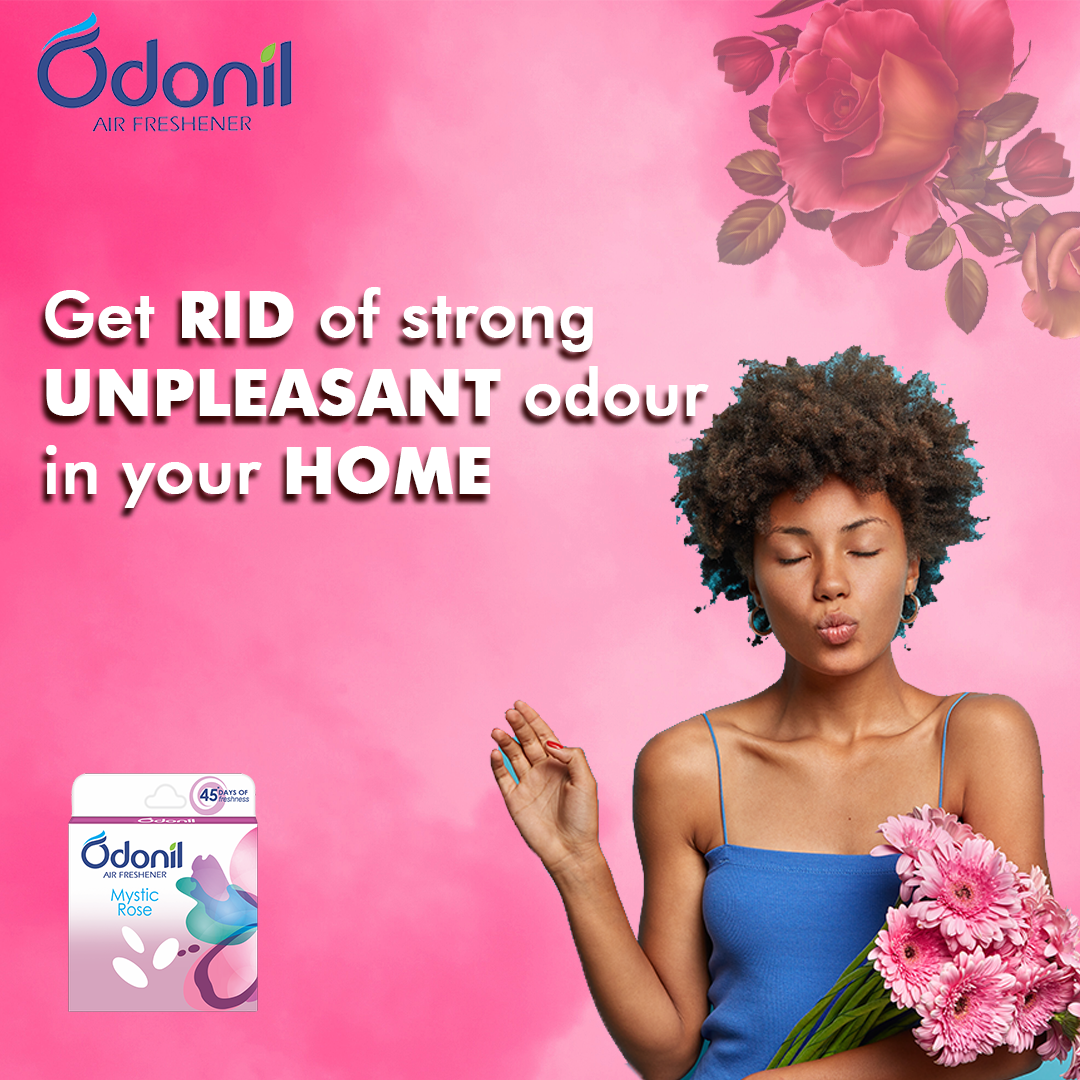 Odonil
AIR FRESHENER
Get RID of strong
UNPLEASANT odour
in your HOME
45 DAYS OF
freshness
Odonil
Odonil
AIR FRESHENER
Mystic
Rose